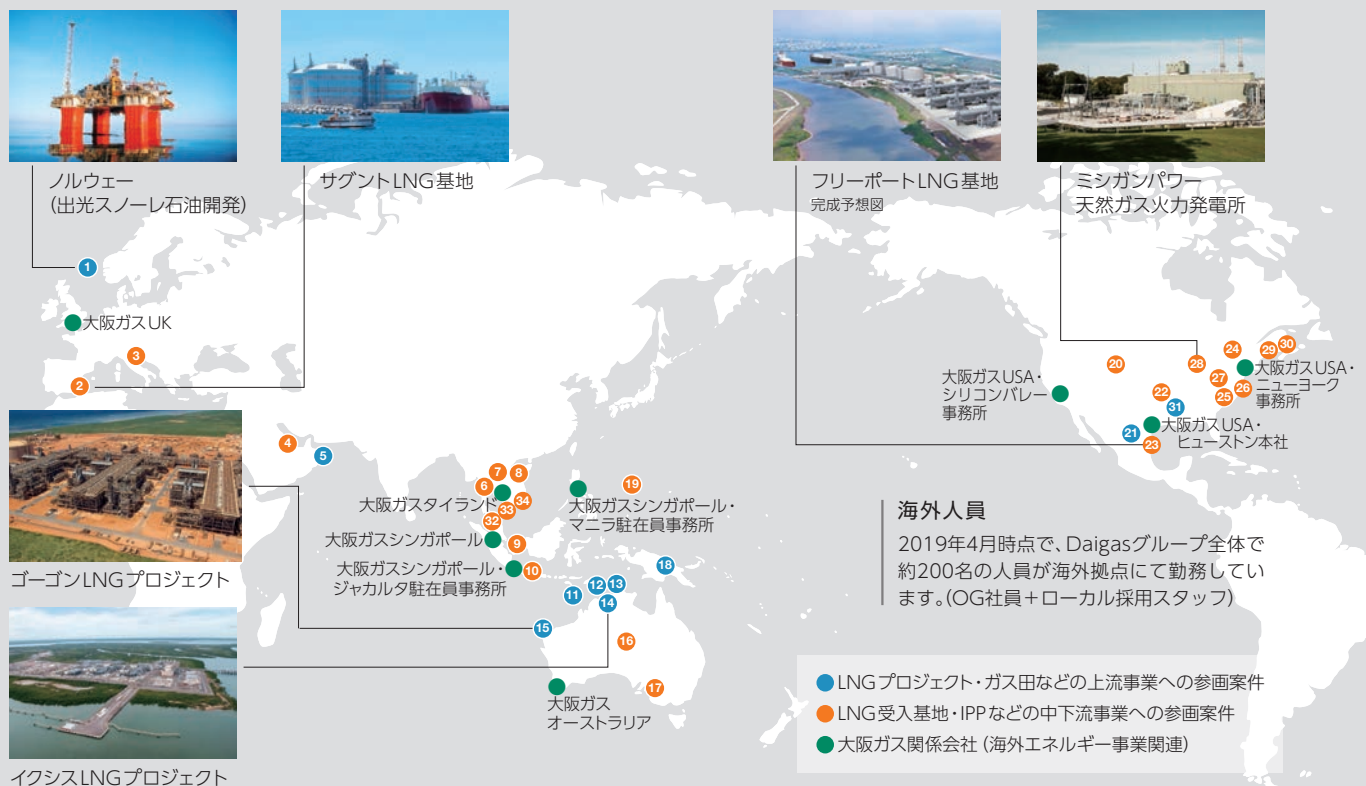 ノルウェー
(出光スノーレ石油開発)
サグントLNG基地
フリーポートLNG基地
完成予想図
ミシガンパワー
天然ガス火力発電所
1
大阪ガスUK
3
2
4
5
7
8
6
大阪ガスタイランド
34
33
32
大阪ガスシンガポール
9
大阪ガスシンガポール・
ジャカルタ駐在員事務所
10
19
大阪ガスシンガポール・
マニラ駐在員事務所
18
11
12
13
14
15
16
17
大阪ガス
オーストラリア
ゴーゴンLNGプロジェクト
イクシスLNGプロジェクト
20
28
24
29
30
大阪ガスUSA・
シリコンバレー
事務所
大阪ガスUSA・
ニューヨーク
事務所
27
26
25
22
31
21
大阪ガスUSA・
ヒューストン本社
23
海外人員
2019年4月時点で、Daigasグループ全体で
約200名の人員が海外拠点にて勤務してい
ます。(OG社員+ローカル採用スタッフ)
LNGプロジェクト・ガス田などの上流事業への参画案件
LNG受入基地・IPPなどの中下流事業への参画案件
大阪ガス関係会社 (海外エネルギー事業関連)